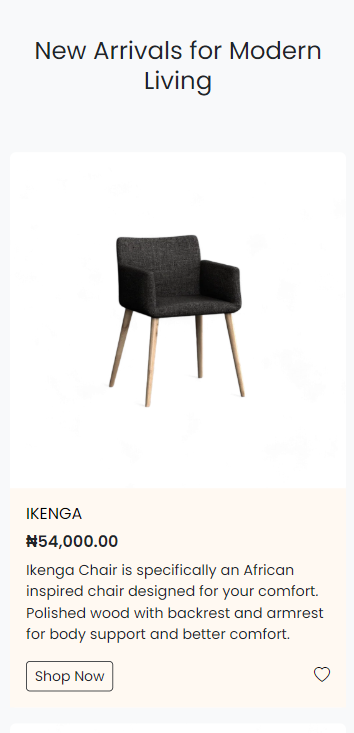 New Arrivals for Modern
Living
IKENGA
₦54,000.00
Ikenga Chair is specifically an African
inspired chair designed for your comfort.
Polished wood with backrest and armrest
for body support and better comfort.
Shop Now